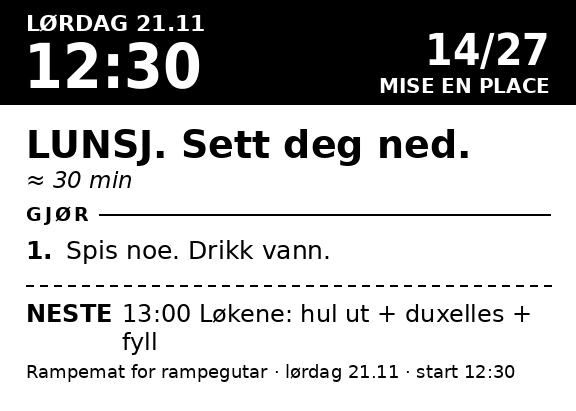 LØRDAG 21.11
12:30
14/27
MISE EN PLACE
LUNSJ. Sett deg ned.
≈ 30 min
GJØR
1. Spis noe. Drikk vann.
NESTE 13:00 Løkene: hul ut + duxelles +
fyll
Rampemat for rampegutar · lørdag 21.11 · start 12:30